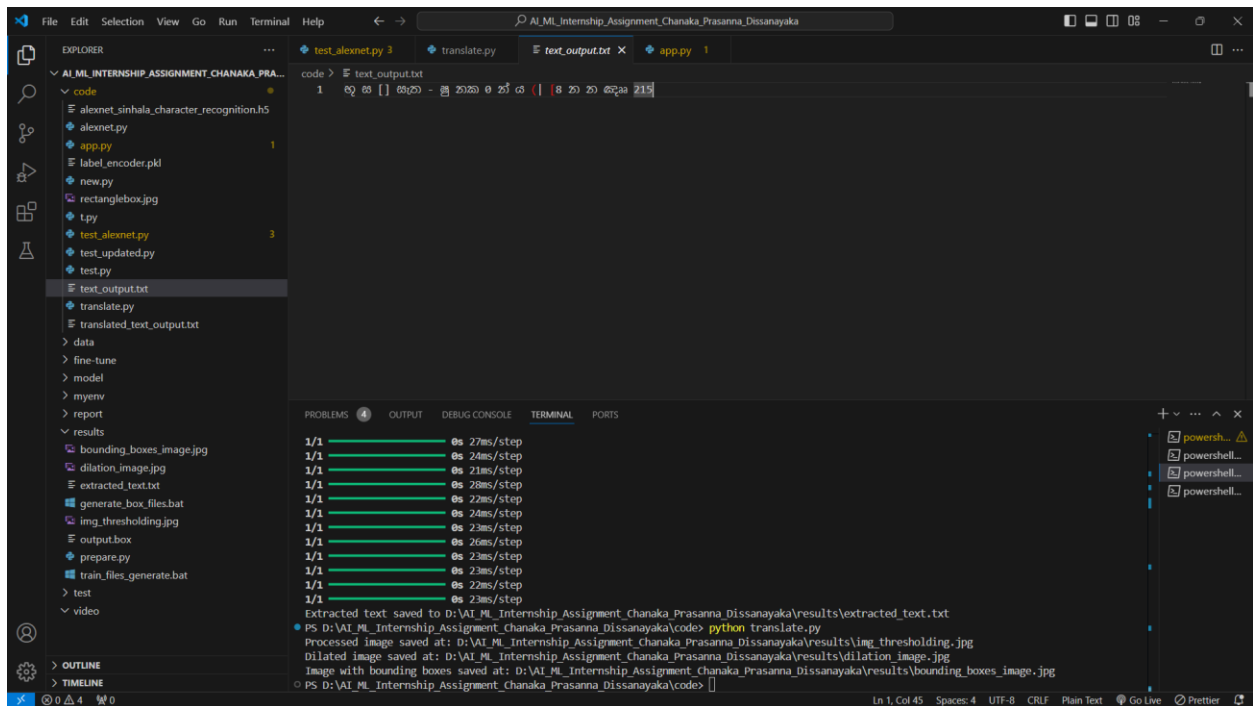 File Edit Selection View Go Run Terminal Help
AI_ML_Internship_Assignment_Chanaka_Prasanna_Dissanayaka
EXPLORER
AI_ML_INTERNSHIP_ASSIGNMENT_CHANAKA_PRA...
code
alexnet_sinhala_character_recognition.h5
alexnet.py
app.py 1
label_encoder.pkl
new.py
rectanglebox.jpg
t.py
test_alexnet.py 3
test_updated.py
test.py
text_output.txt
translate.py
translated_text_output.txt
data
fine-tune
model
myenv
report
results
bounding_boxes_image.jpg
dilation_image.jpg
extracted_text.txt
generate_box_files.bat
img_thresholding.jpg
output.box
prepare.py
train_files_generate.bat
test
video
OUTLINE
TIMELINE
test_alexnet.py 3 translate.py text_output.txt app.py 1
code > text_output.txt
1 [] - 215
PROBLEMS 4 OUTPUT DEBUG CONSOLE TERMINAL PORTS
1/1 0s 27ms/step
1/1 0s 24ms/step
1/1 0s 21ms/step
1/1 0s 28ms/step
1/1 0s 22ms/step
1/1 0s 24ms/step
1/1 0s 23ms/step
1/1 0s 26ms/step
1/1 0s 23ms/step
1/1 0s 23ms/step
1/1 0s 22ms/step
1/1 0s 23ms/step
Extracted text saved to D:\AI_ML_Internship_Assignment_Chanaka_Prasanna_Dissanayaka\results\extracted_text.txt
PS D:\AI_ML_Internship_Assignment_Chanaka_Prasanna_Dissanayaka\code> python translate.py
Processed image saved at: D:\AI_ML_Internship_Assignment_Chanaka_Prasanna_Dissanayaka\results\img_thresholding.jpg
Dilated image saved at: D:\AI_ML_Internship_Assignment_Chanaka_Prasanna_Dissanayaka\results\dilation_image.jpg
Image with bounding boxes saved at: D:\AI_ML_Internship_Assignment_Chanaka_Prasanna_Dissanayaka\results\bounding_boxes_image.jpg
PS D:\AI_ML_Internship_Assignment_Chanaka_Prasanna_Dissanayaka\code>
powersh...
powershell...
powershell...
powershell...
0 4 0 Ln 1, Col 45 Spaces: 4 UTF-8 CRLF Plain Text Go Live Prettier